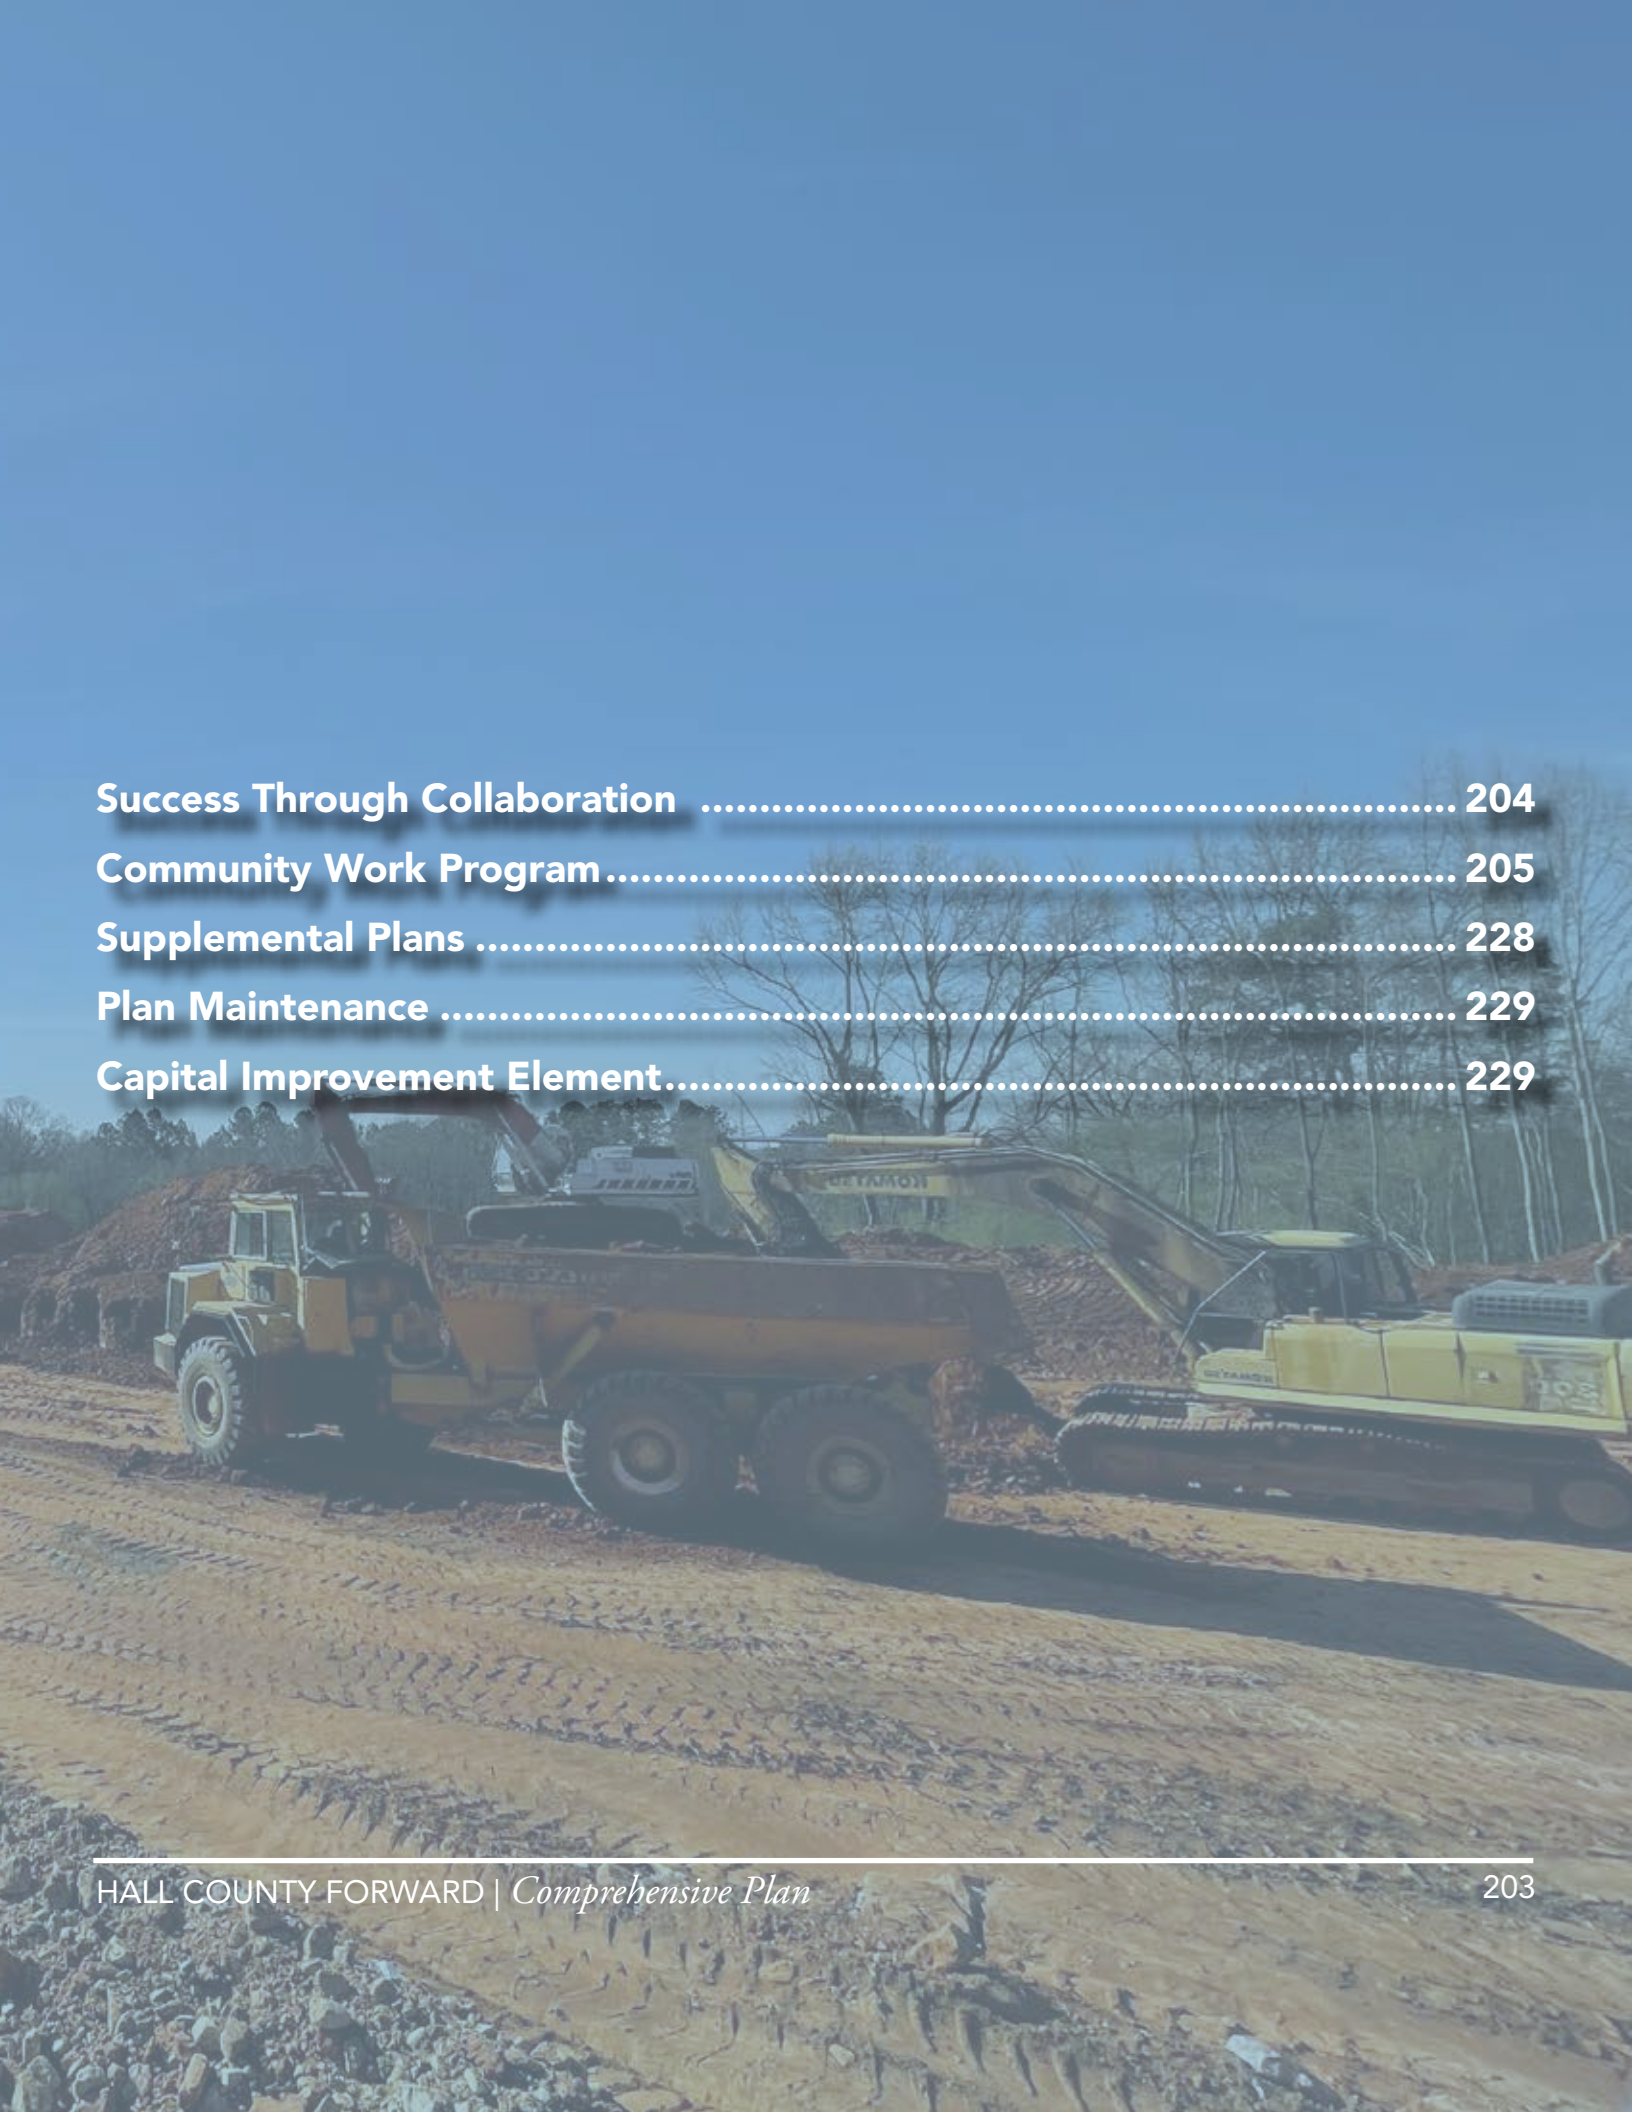 Success Through Collaboration ................................................................ 204
Community Work Program........................................................................ 205
Supplemental Plans ................................................................................... 228
Plan Maintenance ...................................................................................... 229
Capital Improvement Element................................................................... 229
HALL COUNTY FORWARD | Comprehensive Plan
203